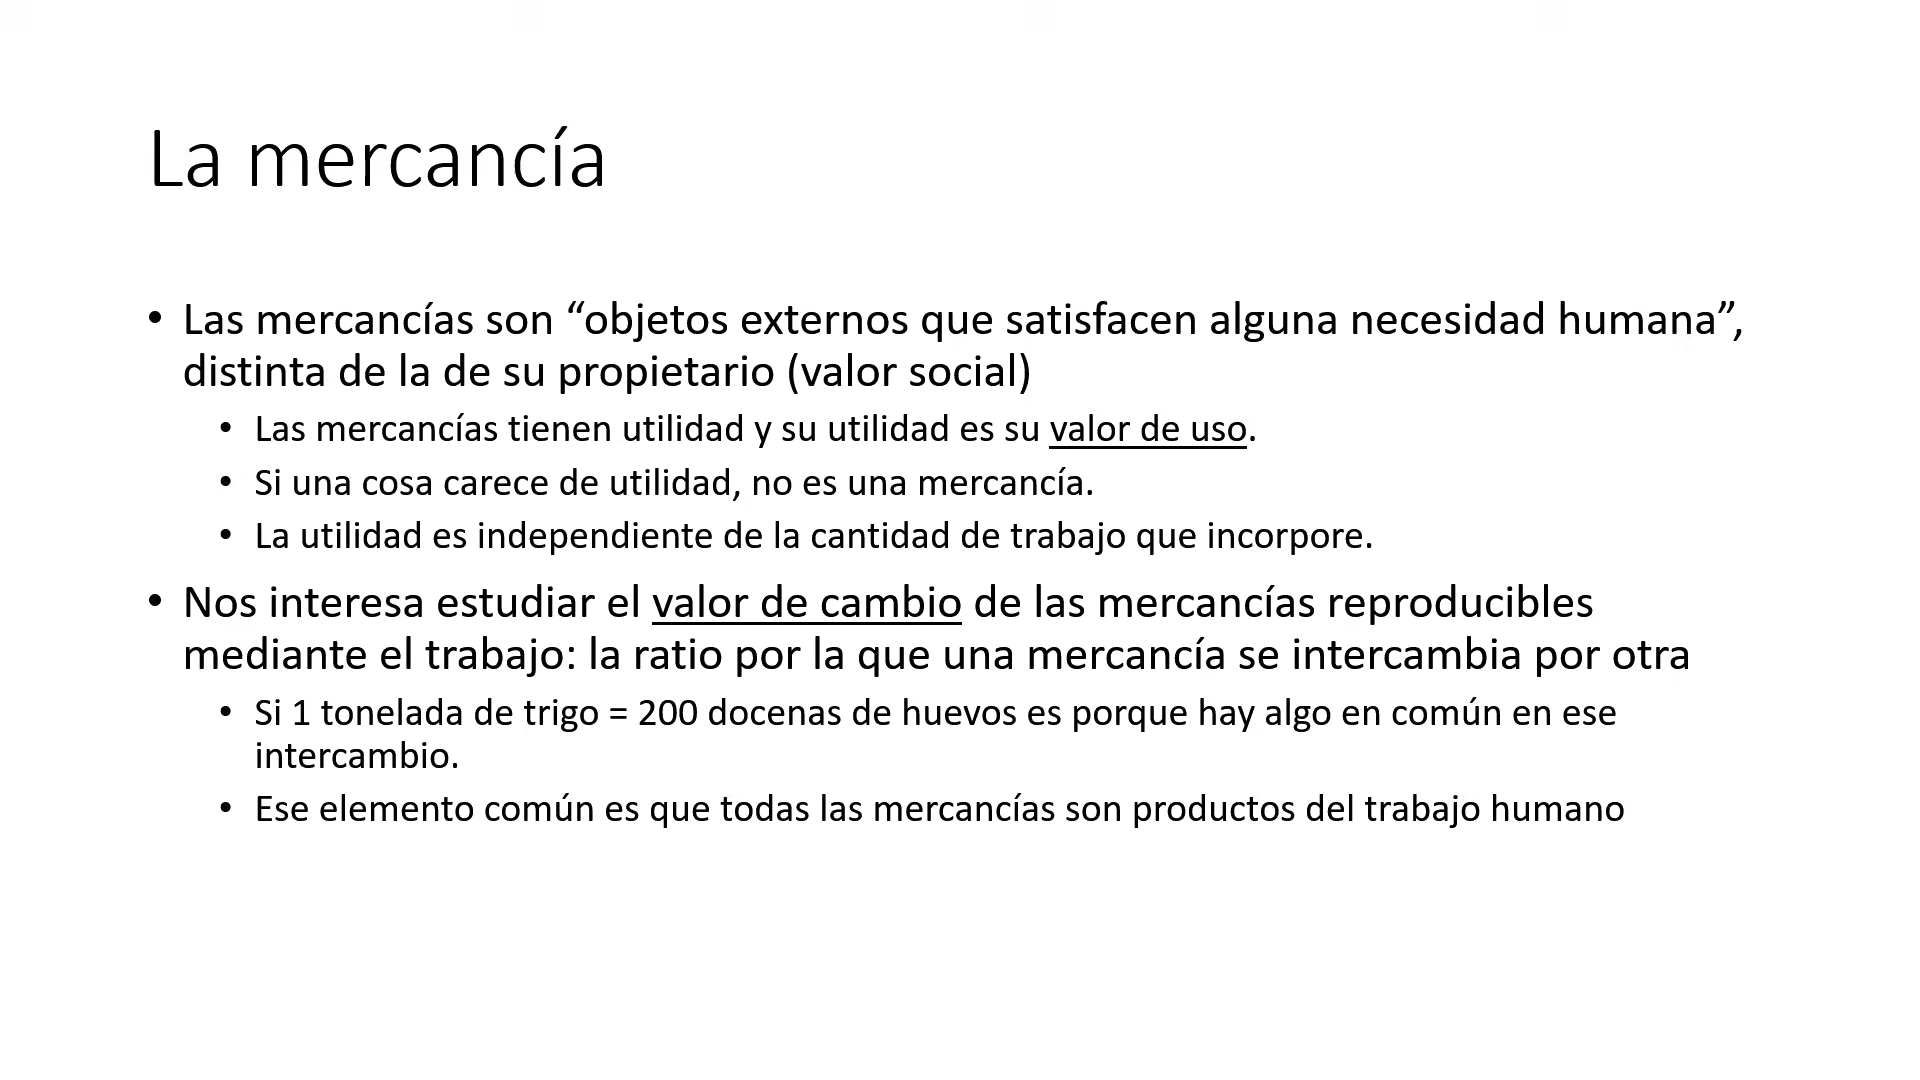 La mercancía
• Las mercancías son “objetos externos que satisfacen alguna necesidad humana”,
distinta de la de su propietario (valor social)
• Las mercancías tienen utilidad y su utilidad es su valor de uso.
• Si una cosa carece de utilidad, no es una mercancía.
• La utilidad es independiente de la cantidad de trabajo que incorpore.
• Nos interesa estudiar el valor de cambio de las mercancías reproducibles
mediante el trabajo: la ratio por la que una mercancía se intercambia por otra
• Si 1 tonelada de trigo = 200 docenas de huevos es porque hay algo en común en ese
intercambio.
• Ese elemento común es que todas las mercancías son productos del trabajo humano